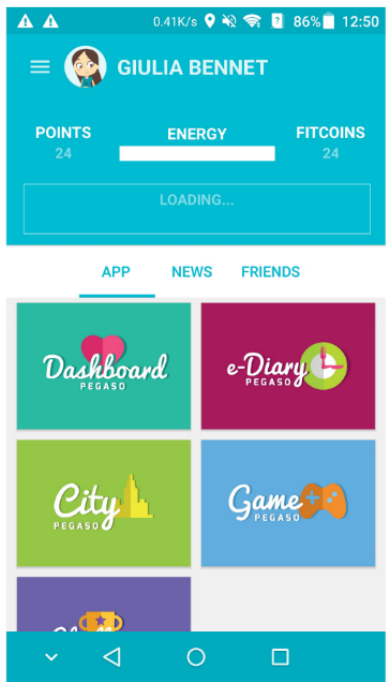 0.41K/s 86% 12:50
GIULIA BENNET
POINTS ENERGY FITCOINS
24 24
LOADING...
APP NEWS FRIENDS
Dashboard e-Diary
PEGASO PEGASO
City Game
PEGASO PEGASO